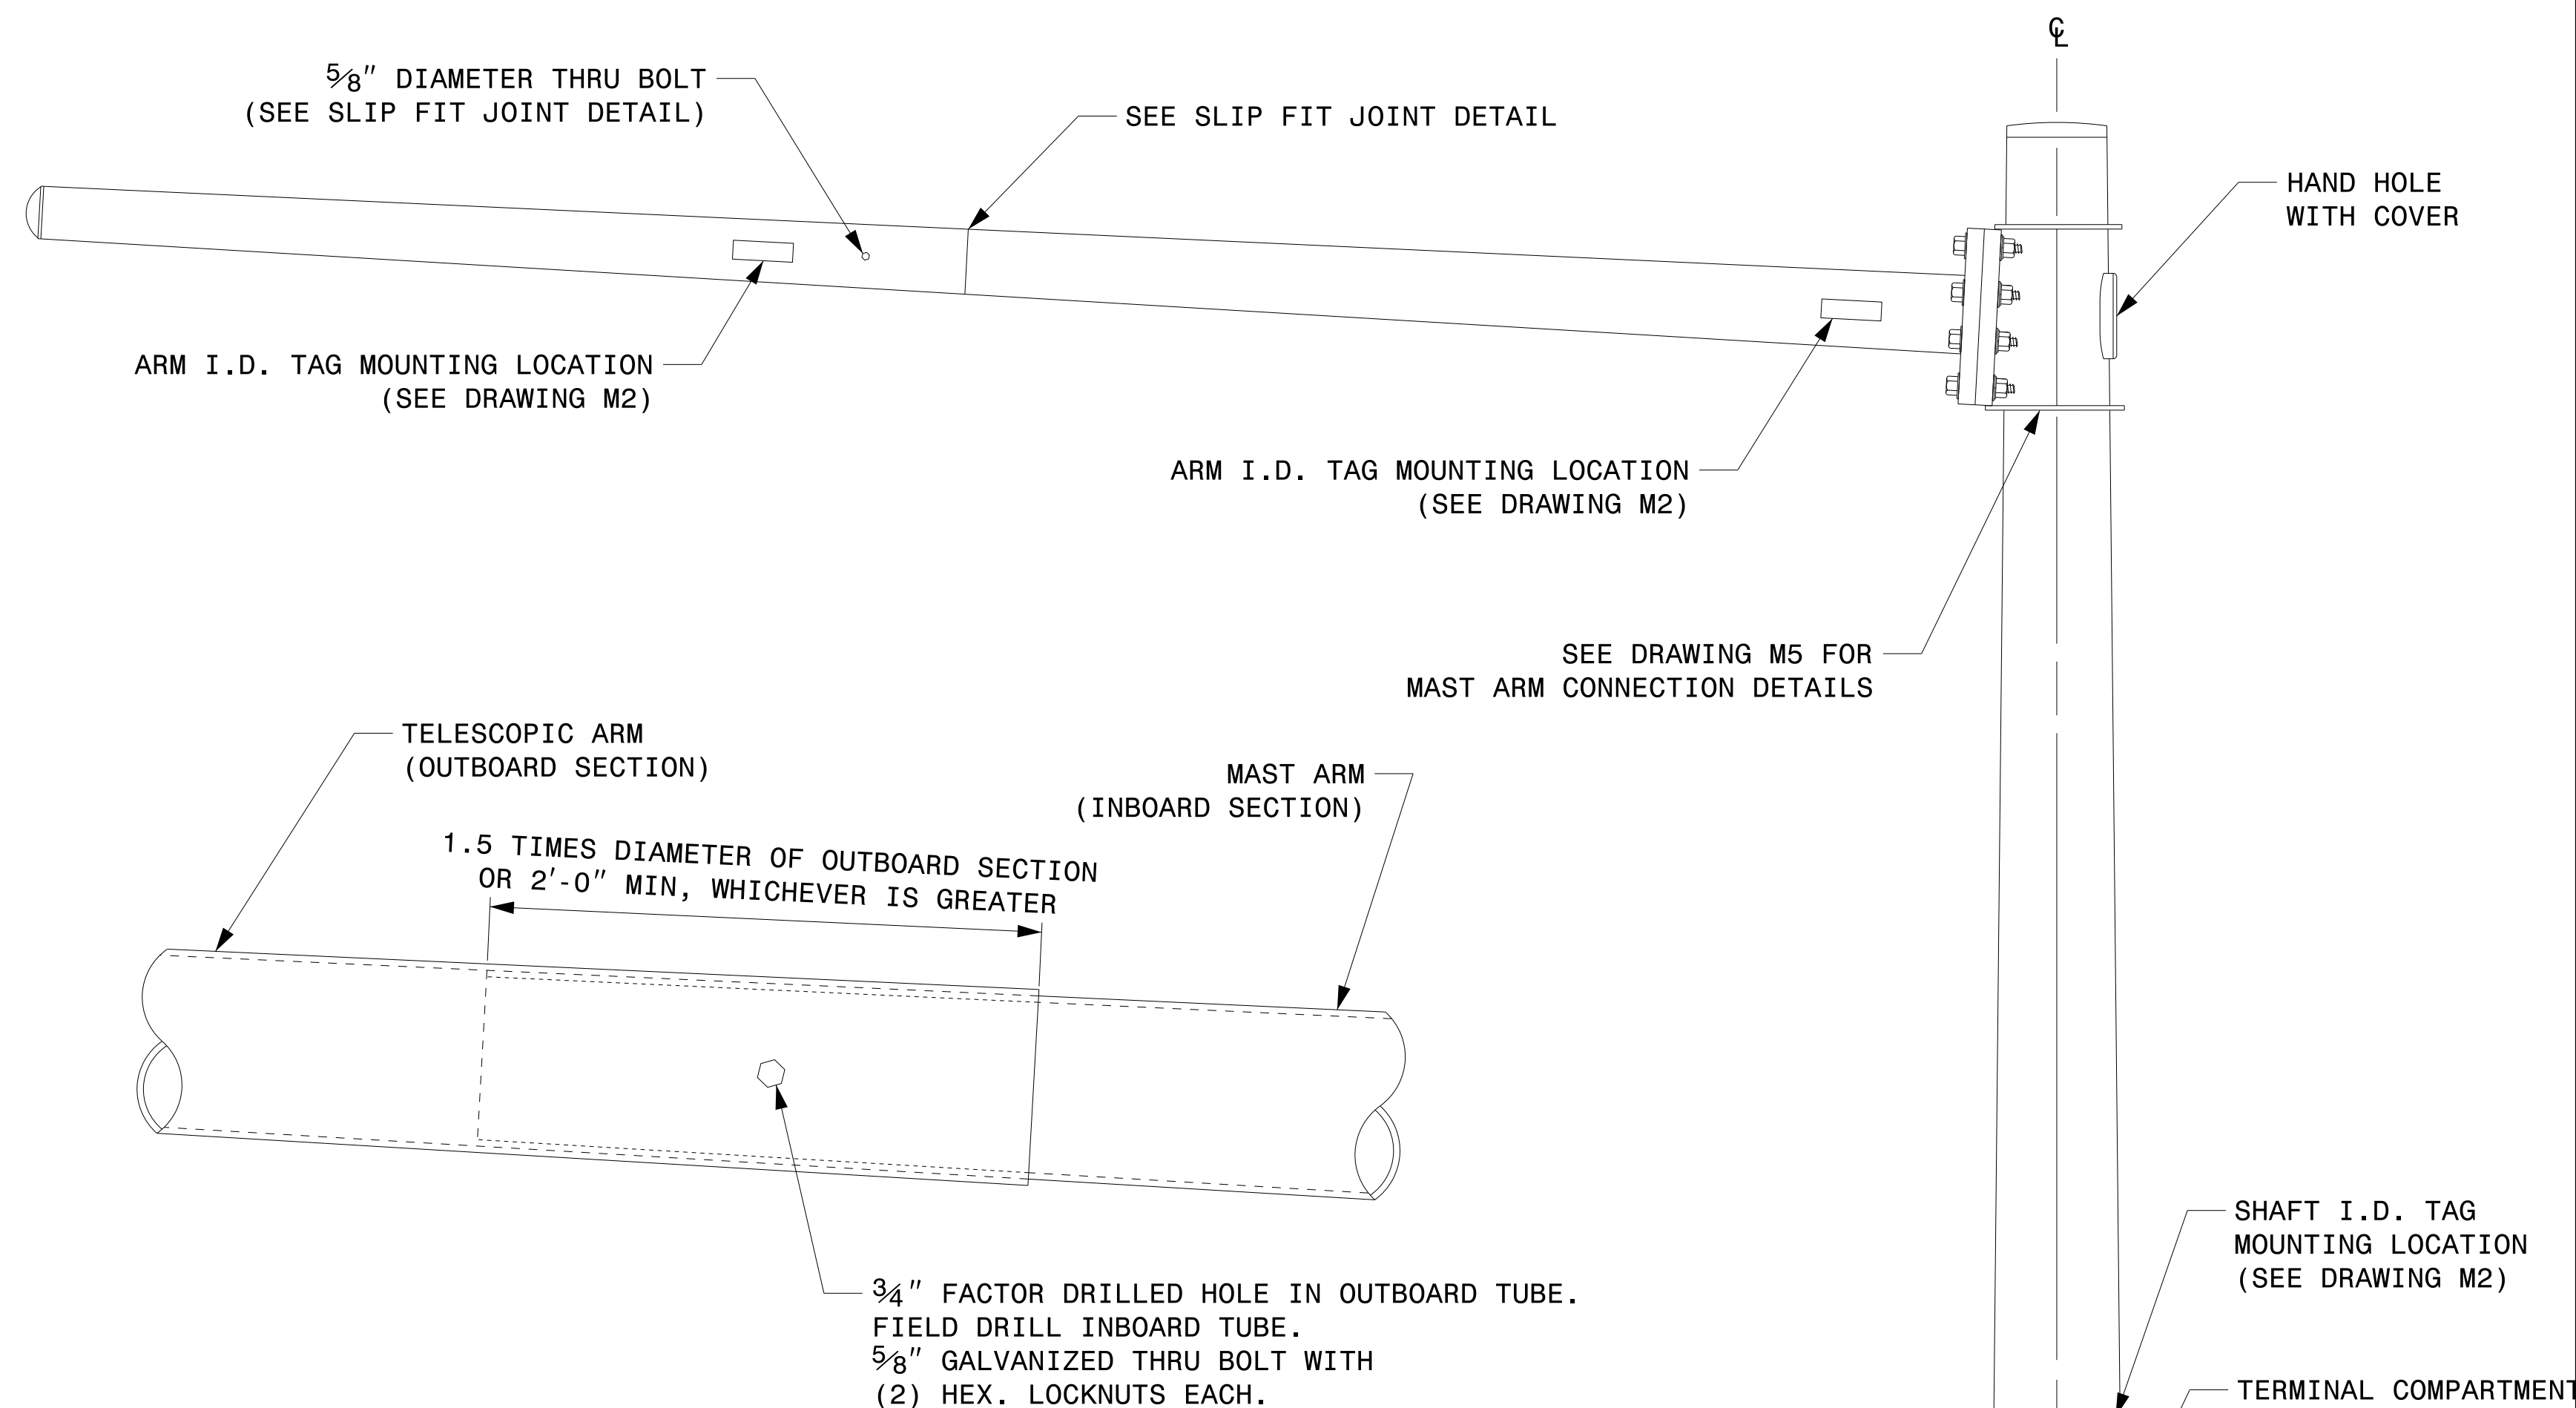 ℄
⅝" DIAMETER THRU BOLT
(SEE SLIP FIT JOINT DETAIL)
SEE SLIP FIT JOINT DETAIL
HAND HOLE
WITH COVER
ARM I.D. TAG MOUNTING LOCATION
(SEE DRAWING M2)
ARM I.D. TAG MOUNTING LOCATION
(SEE DRAWING M2)
SEE DRAWING M5 FOR
MAST ARM CONNECTION DETAILS
TELESCOPIC ARM
(OUTBOARD SECTION)
MAST ARM
(INBOARD SECTION)
1.5 TIMES DIAMETER OF OUTBOARD SECTION
OR 2'-0" MIN, WHICHEVER IS GREATER
SHAFT I.D. TAG
MOUNTING LOCATION
(SEE DRAWING M2)
¾" FACTOR DRILLED HOLE IN OUTBOARD TUBE.
FIELD DRILL INBOARD TUBE.
⅝" GALVANIZED THRU BOLT WITH
(2) HEX. LOCKNUTS EACH.
TERMINAL COMPARTMENT